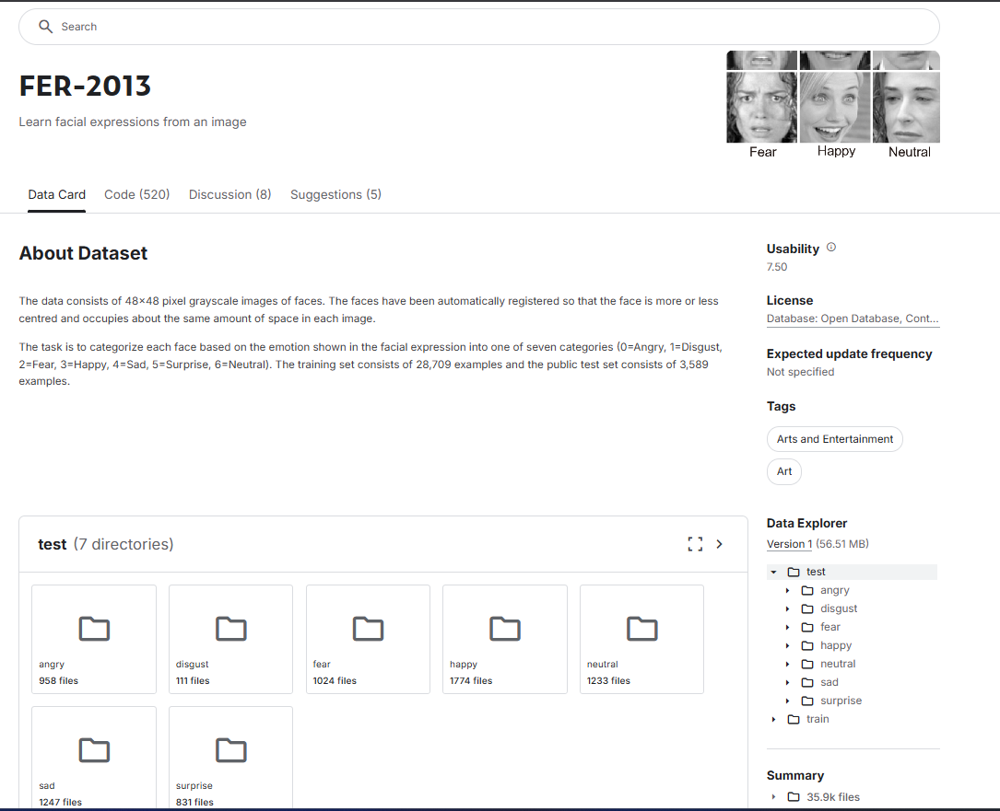 Search
FER-2013
Learn facial expressions from an image
Fear
Happy
Neutral
Data Card
Code (520)
Discussion (8)
Suggestions (5)
About Dataset
The data consists of 48x48 pixel grayscale images of faces. The faces have been automatically registered so that the face is more or less
centred and occupies about the same amount of space in each image.
The task is to categorize each face based on the emotion shown in the facial expression into one of seven categories (0=Angry, 1=Disgust,
2=Fear, 3=Happy, 4=Sad, 5=Surprise, 6=Neutral). The training set consists of 28,709 examples and the public test set consists of 3,589
examples.
Usability
7.50
License
Database: Open Database, Cont...
Expected update frequency
Not specified
Tags
Arts and Entertainment
Art
test (7 directories)
angry
958 files
disgust
111 files
fear
1024 files
happy
1774 files
neutral
1233 files
sad
1247 files
surprise
831 files
Data Explorer
Version 1 (56.51 MB)
test
angry
disgust
fear
happy
neutral
sad
surprise
train
Summary
35.9k files